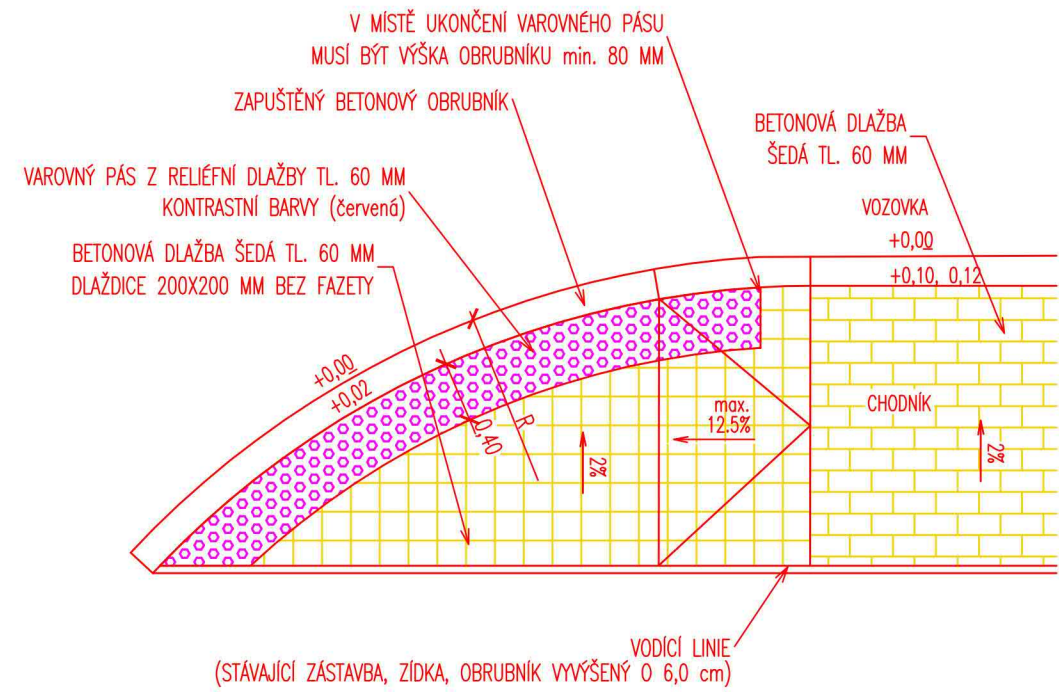 V MÍSTĚ UKONČENÍ VAROVNÉHO PÁSU
MUSÍ BÝT VÝŠKA OBRUBNÍKU min. 80 MM
ZAPUŠTĚNÝ BETONOVÝ OBRUBNÍK
BETONOVÁ DLAŽBA
ŠEDÁ TL. 60 MM
VAROVNÝ PÁS Z RELIÉFNÍ DLAŽBY TL. 60 MM
KONTRASTNÍ BARVY (červená)
VOZOVKA
+0,00
+0,10, 0,12
BETONOVÁ DLAŽBA ŠEDÁ TL. 60 MM
DLAŽDICE 200X200 MM BEZ FAZETY
+0,00
+0,02
0,40
R
max.
12.5%
CHODNÍK
2%
2%
VODÍCÍ LINIE
(STÁVAJÍCÍ ZÁSTAVBA, ZÍDKA, OBRUBNÍK VYVÝŠENÝ O 6,0 cm)